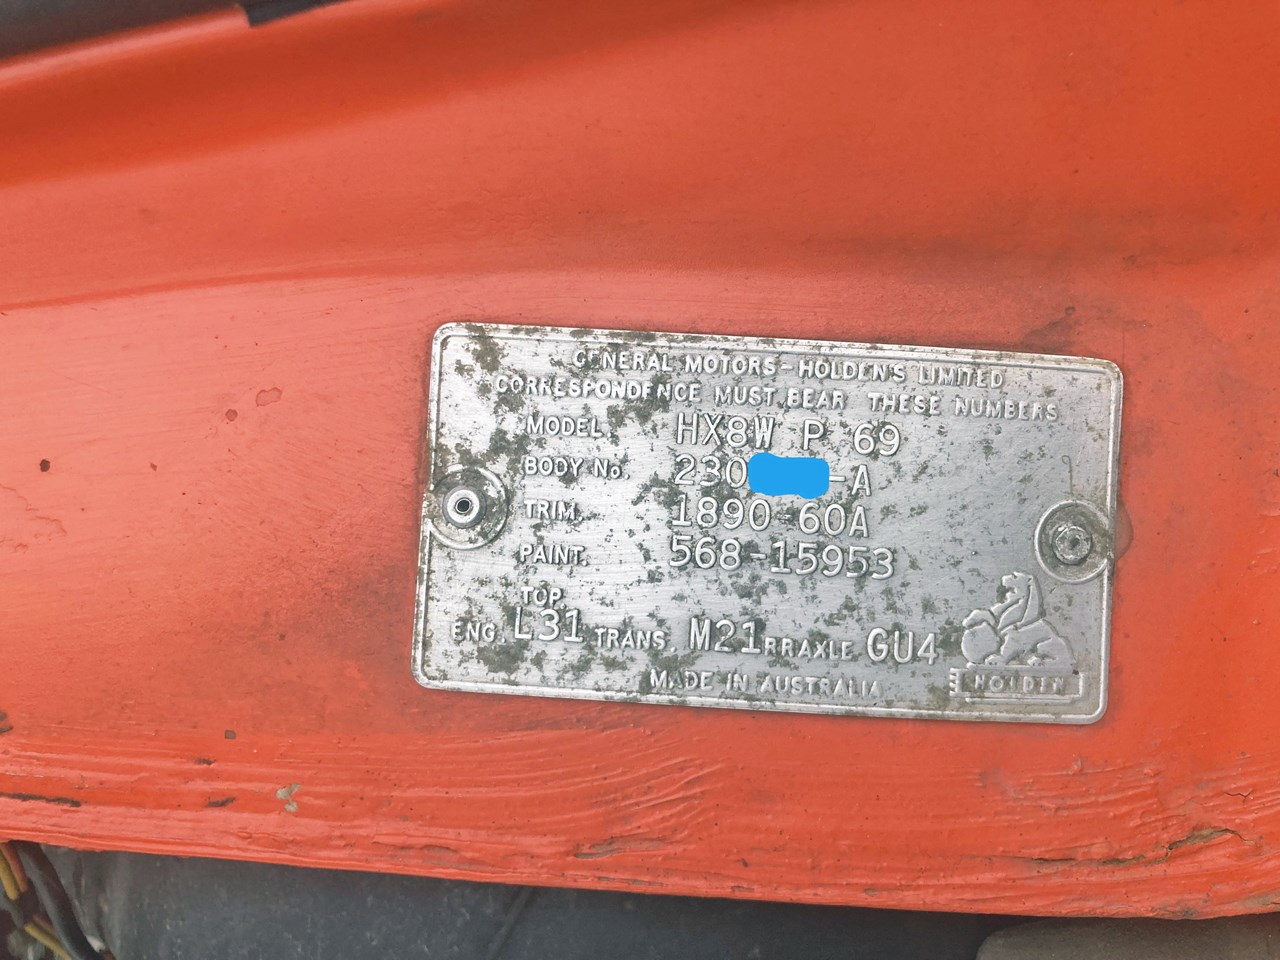 GENERAL MOTORS-HOLDEN'S LIMITED
CORRESPONDENCE MUST BEAR THESE NUMBERS
MODEL. HX8W P 69
BODY No. 230 -A
TRIM. 1890-60A
PAINT. 568-15953
TOP
ENG. L31 TRANS. M21 RRAXLE GU4
MADE IN AUSTRALIA
HOLDEN